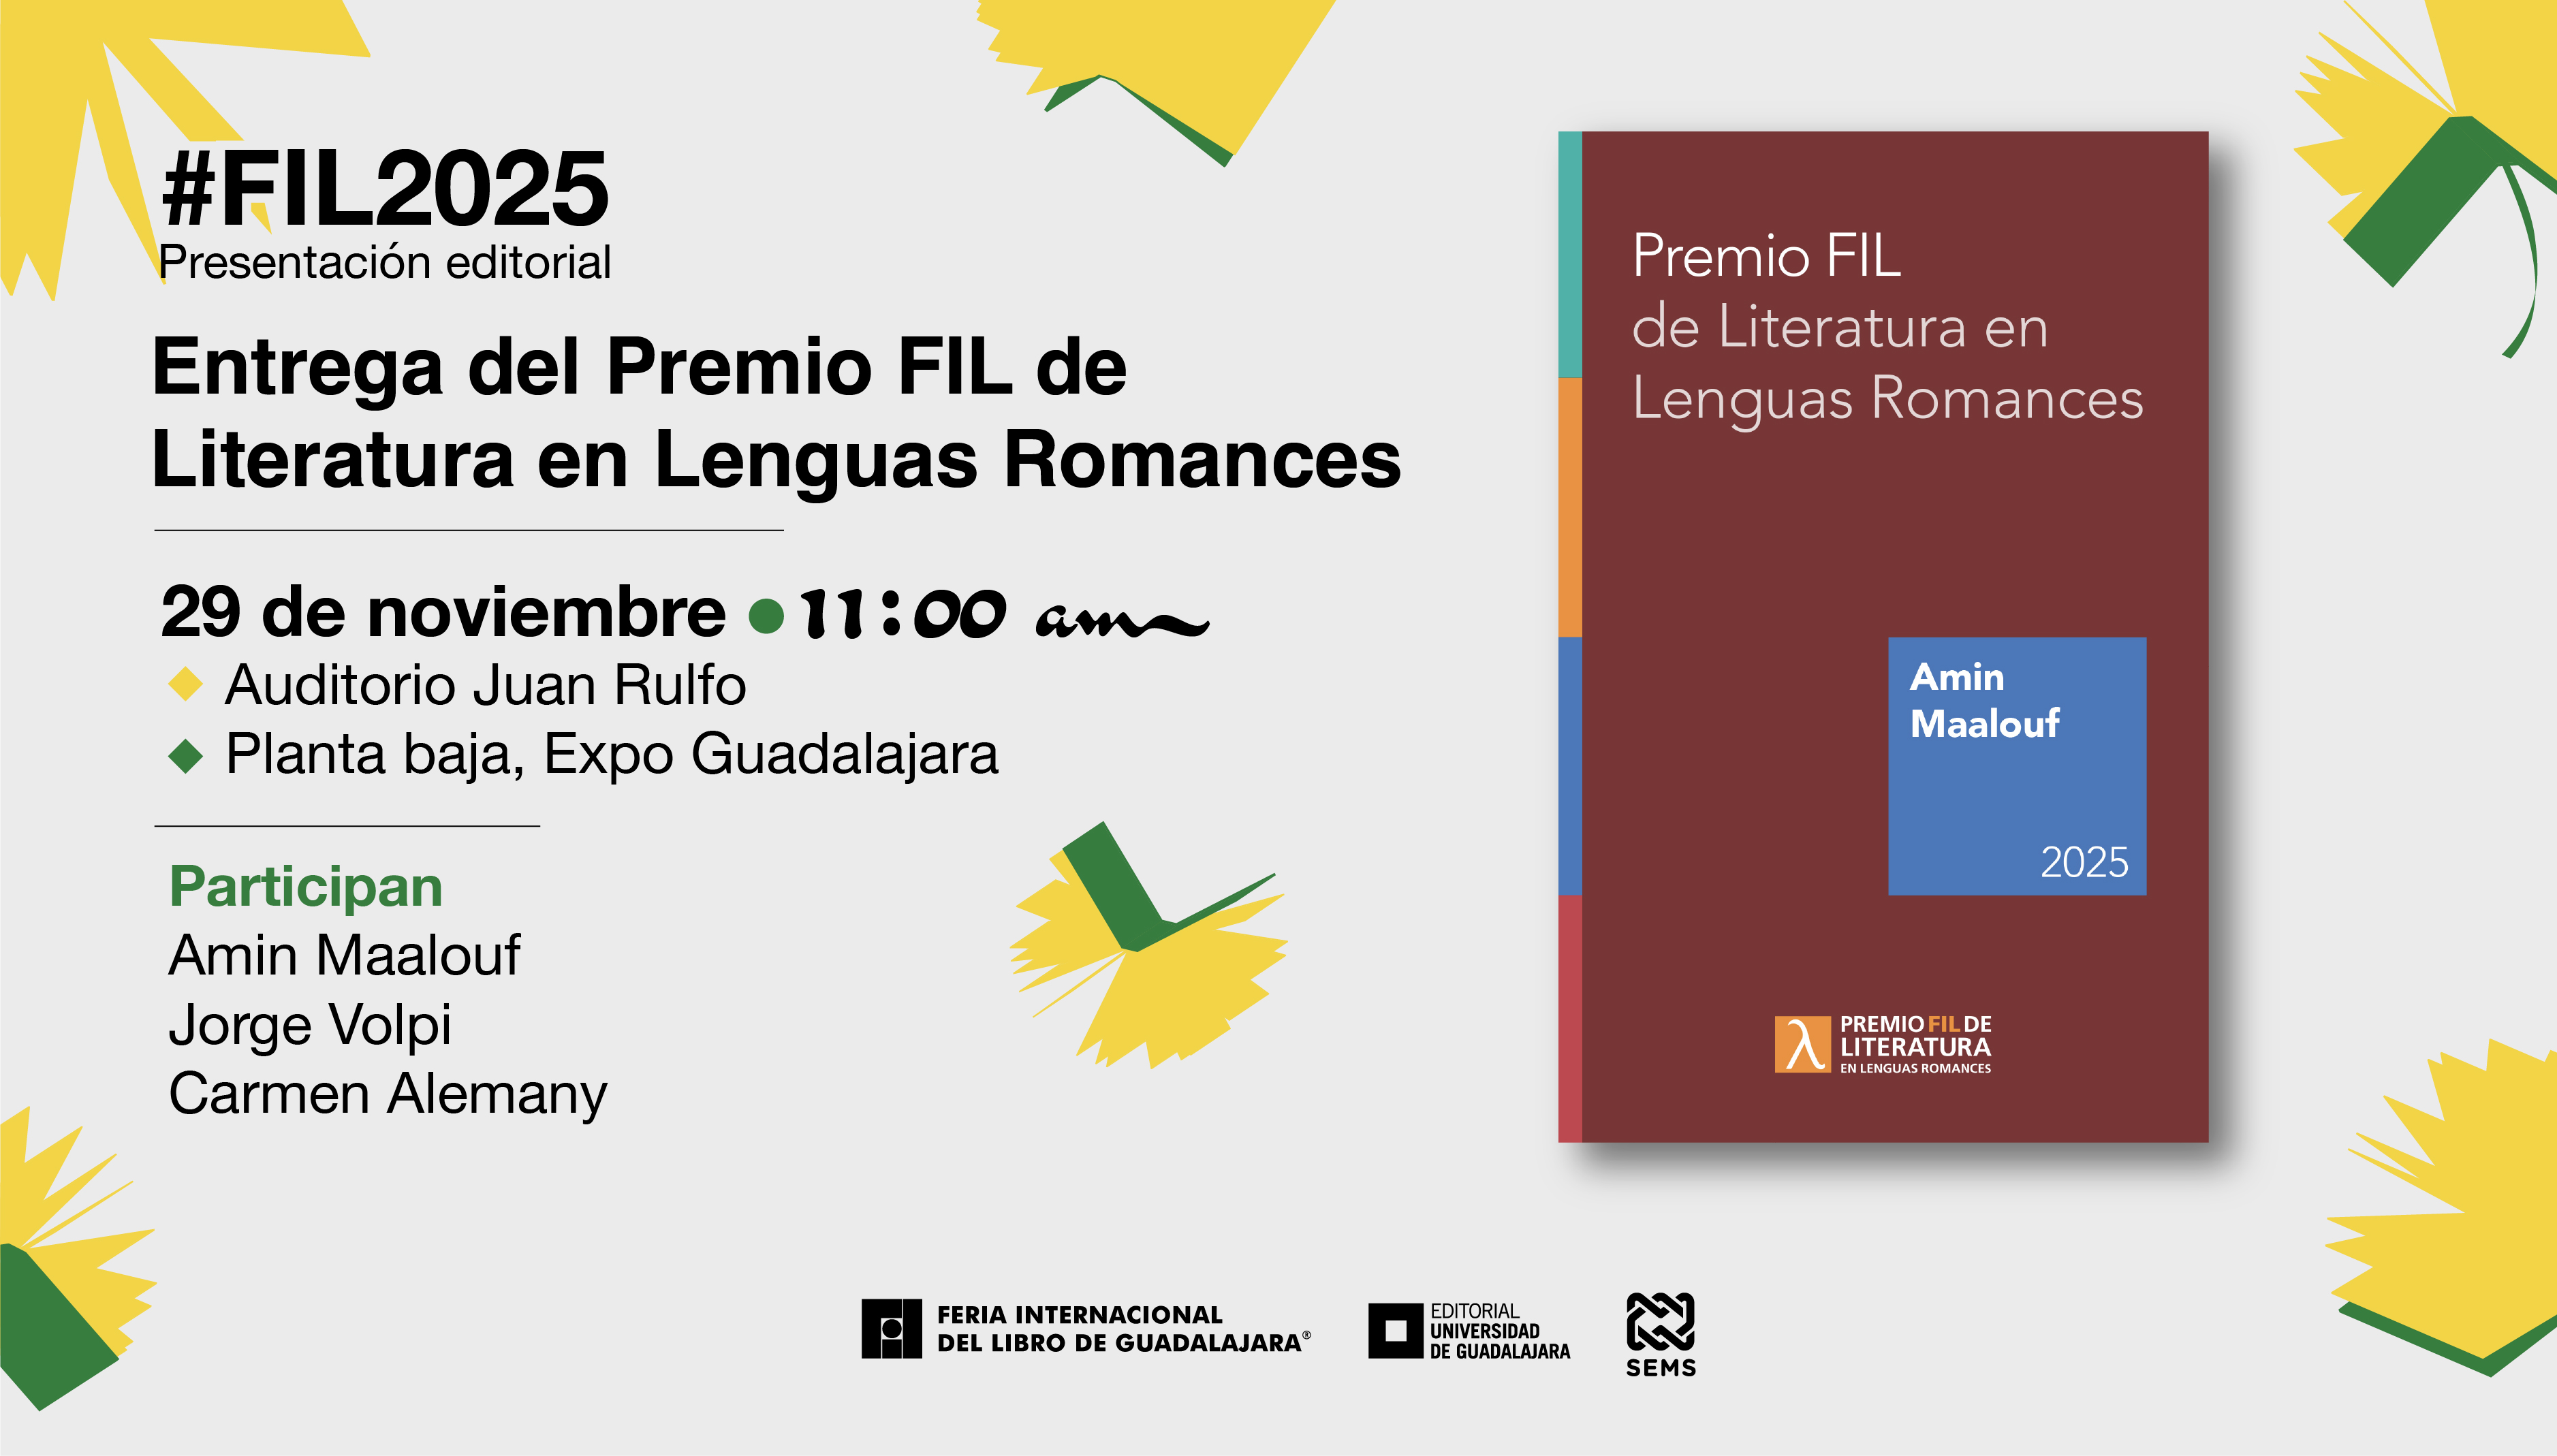 #FIL2025
Presentación editorial
Entrega del Premio FIL de
Literatura en Lenguas Romances
29 de noviembre 11:00 am
Auditorio Juan Rulfo
Planta baja, Expo Guadalajara
Participan
Amin Maalouf
Jorge Volpi
Carmen Alemany
Premio FIL
de Literatura en
Lenguas Romances
Amin
Maalouf
2025
λ
PREMIO FIL DE
LITERATURA
EN LENGUAS ROMANCES
FERIA INTERNACIONAL
DEL LIBRO DE GUADALAJARA®
EDITORIAL
UNIVERSIDAD
DE GUADALAJARA
SEMS